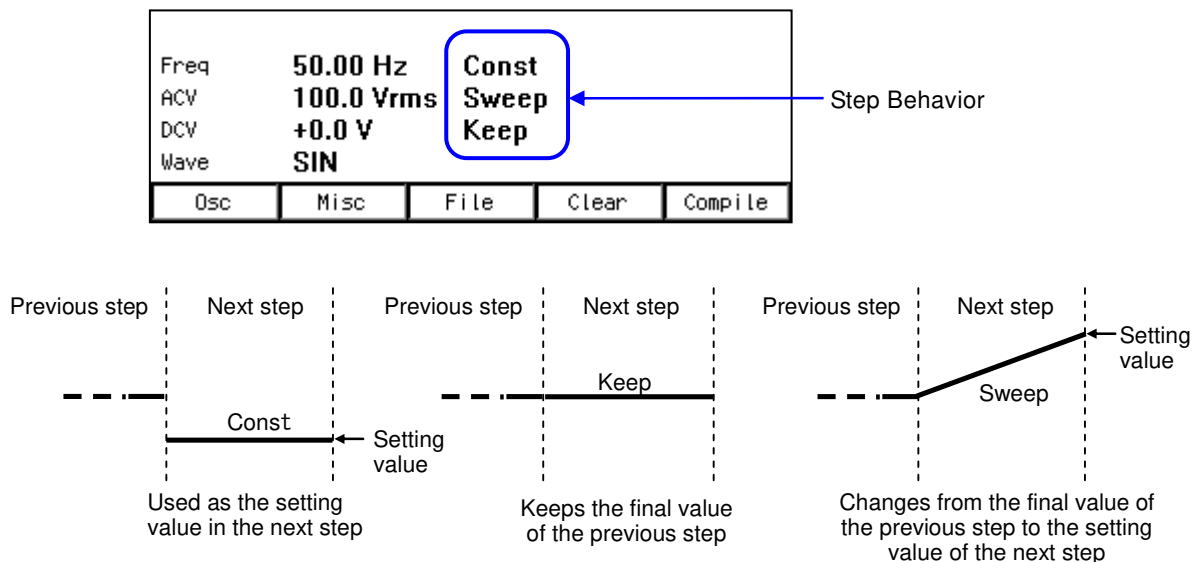 Freq 50.00 Hz Const
ACV 100.0 Vrms Sweep
DCV +0.0 V Keep
Wave SIN
Step Behavior
Osc Misc File Clear Compile
Previous step Next step
Const
Setting
value
Used as the setting
value in the next step
Previous step Next step
Keep
Keeps the final value
of the previous step
Previous step Next step
Setting
value
Sweep
Changes from the final value of
the previous step to the setting
value of the next step